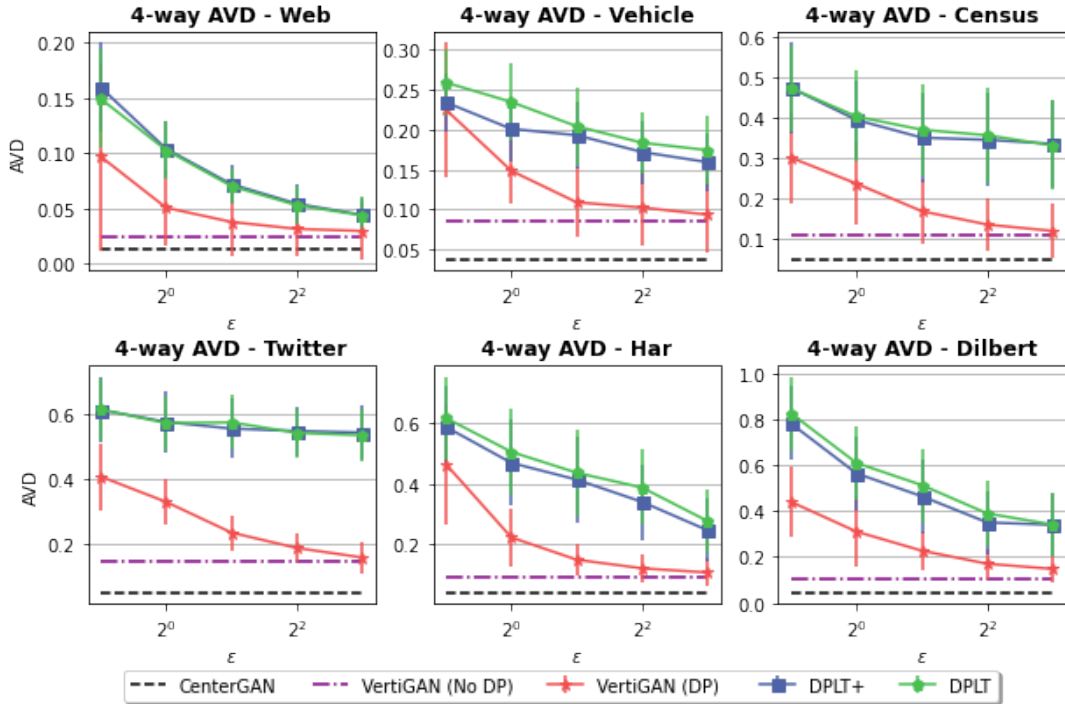 4-way AVD - Web
4-way AVD - Vehicle
4-way AVD - Census
AVD
0.20
0.15
0.10
0.05
0.00
0.30
0.25
0.20
0.15
0.10
0.05
0.6
0.5
0.4
0.3
0.2
0.1
2⁰ 2²
2⁰ 2²
2⁰ 2²
ε
ε
ε
4-way AVD - Twitter
4-way AVD - Har
4-way AVD - Dilbert
AVD
0.6
0.4
0.2
0.6
0.4
0.2
1.0
0.8
0.6
0.4
0.2
0.0
2⁰ 2²
2⁰ 2²
2⁰ 2²
ε
ε
ε
CenterGAN VertiGAN (No DP) VertiGAN (DP) DPLT+ DPLT